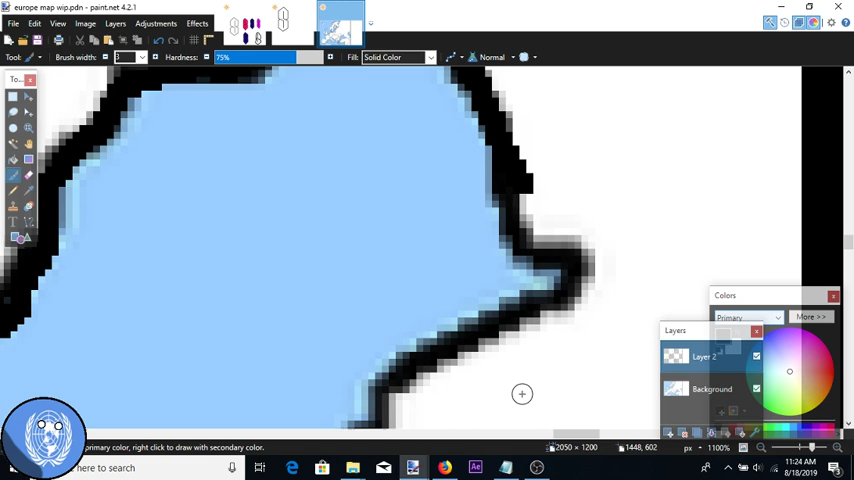 europe map wip.pdn - paint.net 4.2.1
File Edit View Image Layers Adjustments Effects
Tool: Brush width: 3 Hardness: 75% Fill: Solid Color Normal
To...
Colors
Primary More >>
Layers
Layer 2
Background
primary color, right click to draw with secondary color. 2050 × 1200 1448, 602 px 1100%
here to search
11:24 AM
8/18/2019